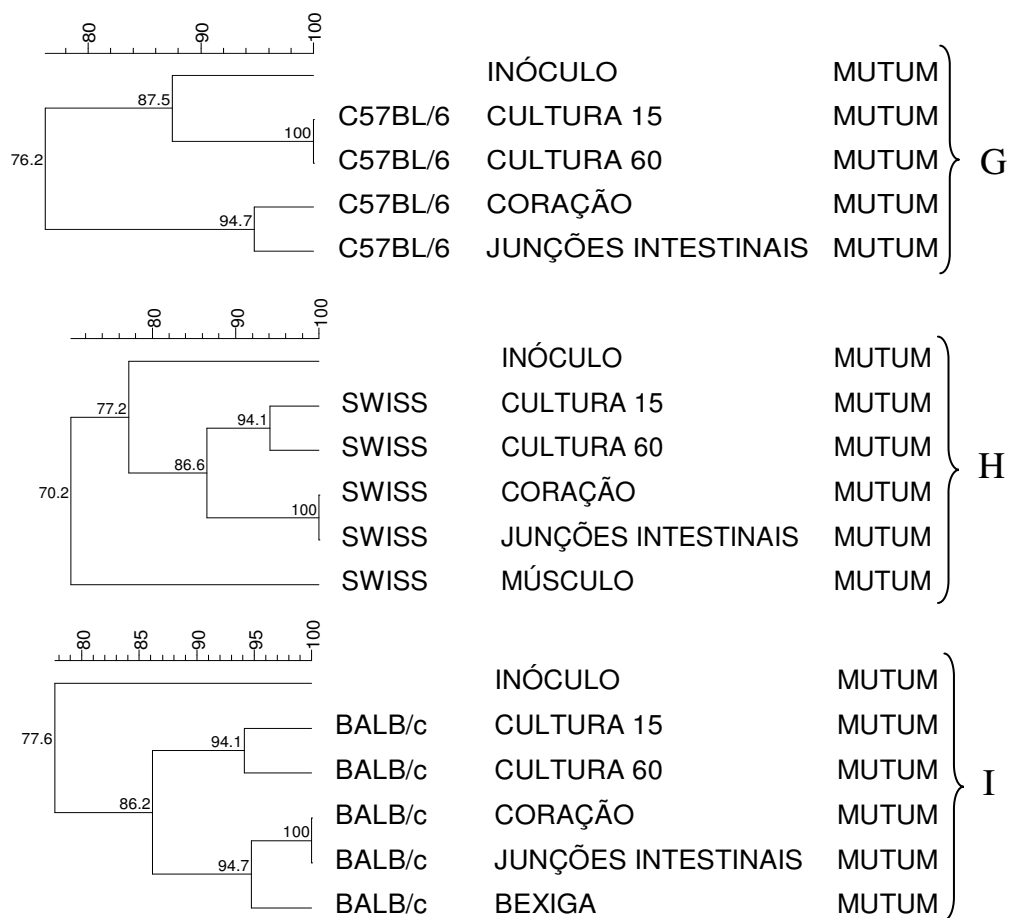 80 90 100
INÓCULO MUTUM
87.5
C57BL/6 CULTURA 15 MUTUM
100
76.2 C57BL/6 CULTURA 60 MUTUM G
C57BL/6 CORAÇÃO MUTUM
94.7
C57BL/6 JUNÇÕES INTESTINAIS MUTUM
80 90 100
INÓCULO MUTUM
77.2 SWISS CULTURA 15 MUTUM
94.1
SWISS CULTURA 60 MUTUM
86.6 H
70.2 SWISS CORAÇÃO MUTUM
100
SWISS JUNÇÕES INTESTINAIS MUTUM
SWISS MÚSCULO MUTUM
80 85 90 95 100
INÓCULO MUTUM
BALB/c CULTURA 15 MUTUM
77.6 94.1
BALB/c CULTURA 60 MUTUM
I
86.2 BALB/c CORAÇÃO MUTUM
100
BALB/c JUNÇÕES INTESTINAIS MUTUM
94.7
BALB/c BEXIGA MUTUM